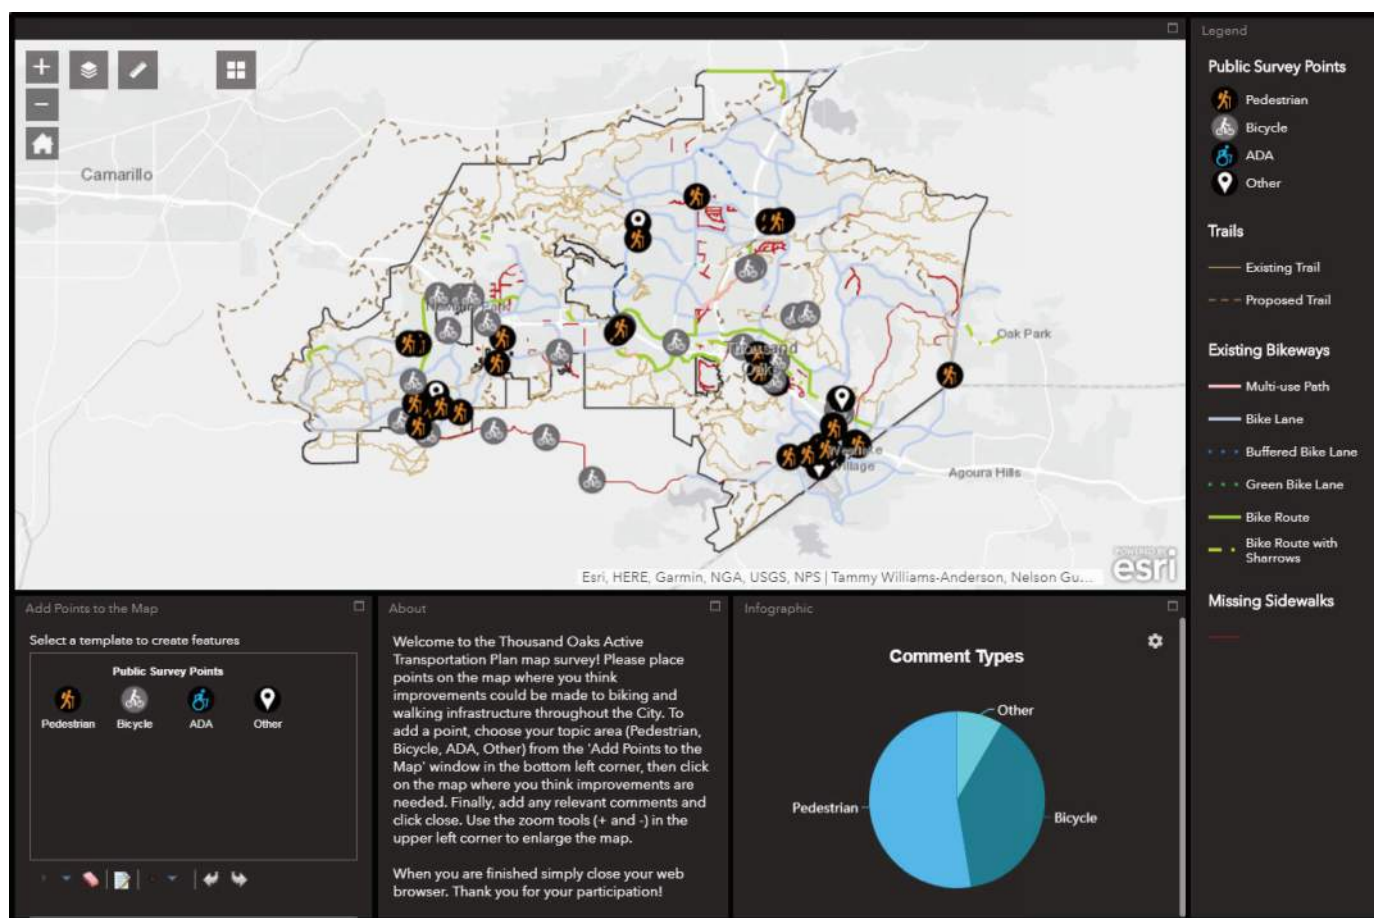 Legend
Public Survey Points
Pedestrian
Bicycle
ADA
Other
Trails
Existing Trail
Proposed Trail
Existing Bikeways
Multi-use Path
Bike Lane
Buffered Bike Lane
Green Bike Lane
Bike Route
Bike Route with
Sharrows
Missing Sidewalks
Camarillo
Oak Park
Thousand
Oaks
Village
Agoura Hills
POWERED BY
esri
Esri, HERE, Garmin, NGA, USGS, NPS | Tammy Williams-Anderson, Nelson Gu...
Add Points to the Map
Select a template to create features
Public Survey Points
Pedestrian
Bicycle
ADA
Other
About
Welcome to the Thousand Oaks Active
Transportation Plan map survey! Please place
points on the map where you think
improvements could be made to biking and
walking infrastructure throughout the City. To
add a point, choose your topic area (Pedestrian,
Bicycle, ADA, Other) from the 'Add Points to the
Map' window in the bottom left corner, then click
on the map where you think improvements are
needed. Finally, add any relevant comments and
click close. Use the zoom tools (+ and -) in the
upper left corner to enlarge the map.
When you are finished simply close your web
browser. Thank you for your participation!
Infographic
Comment Types
Other
Pedestrian
Bicycle